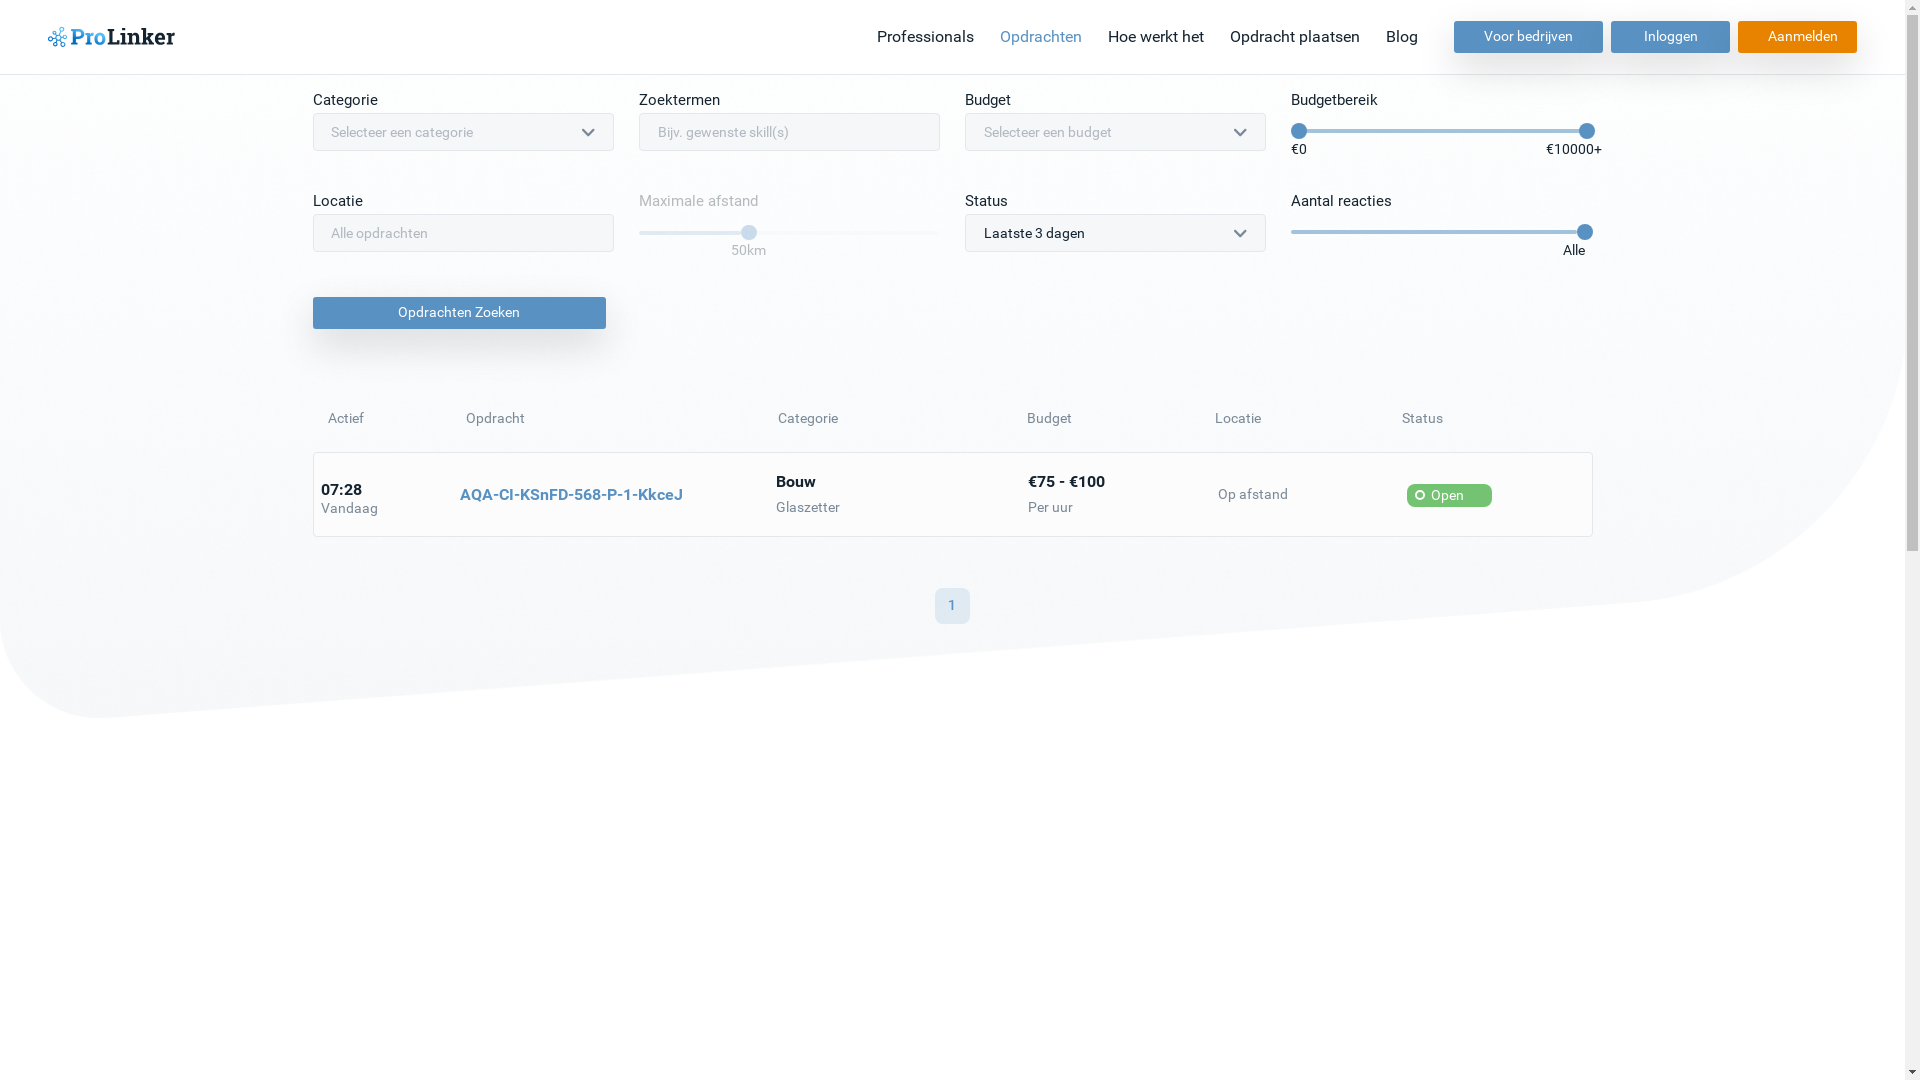 ProLinker
Professionals Opdrachten Hoe werkt het Opdracht plaatsen Blog Voor bedrijven Inloggen Aanmelden
Categorie Zoektermen Budget Budgetbereik
Selecteer een categorie Bijv. gewenste skill(s) Selecteer een budget
€0 €10000+
Locatie Maximale afstand Status Aantal reacties
Alle opdrachten Laatste 3 dagen
50km Alle
Opdrachten Zoeken
Actief Opdracht Categorie Budget Locatie Status
07:28 AQA-CI-KSnFD-568-P-1-KkceJ Bouw €75 - €100 Op afstand Open
Vandaag Glaszetter Per uur
1